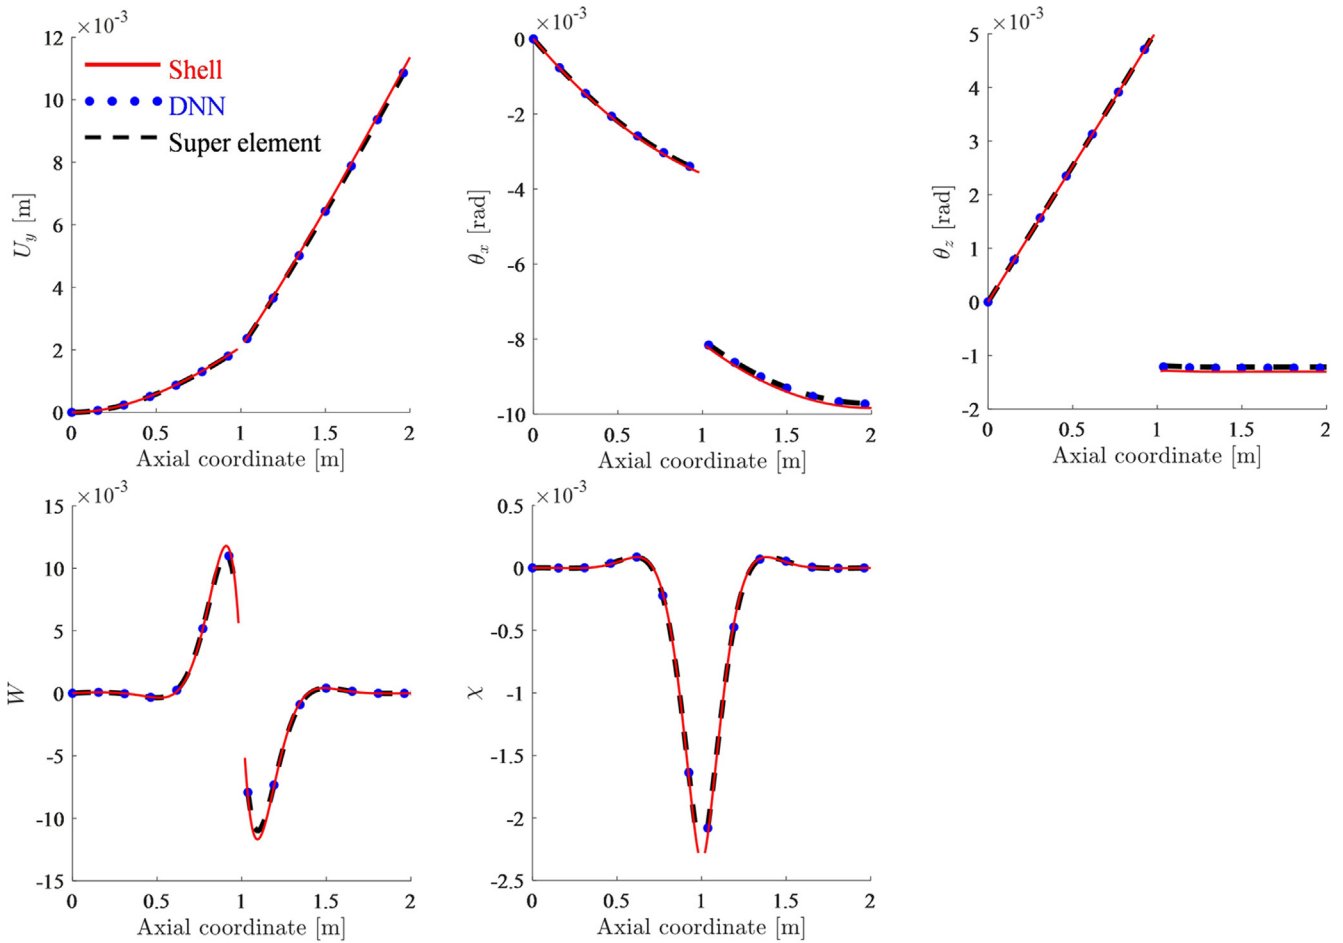 ×10⁻³
12
10
8
6
4
2
0
U_y [m]
Shell
DNN
Super element
0 0.5 1 1.5 2
Axial coordinate [m]
×10⁻³
0
-2
-4
-6
-8
-10
θ_x [rad]
0 0.5 1 1.5 2
Axial coordinate [m]
×10⁻³
5
4
3
2
1
0
-1
-2
θ_z [rad]
0 0.5 1 1.5 2
Axial coordinate [m]
×10⁻³
15
10
5
0
-5
-10
-15
W
0 0.5 1 1.5 2
Axial coordinate [m]
×10⁻³
0.5
0
-0.5
-1
-1.5
-2
-2.5
χ
0 0.5 1 1.5 2
Axial coordinate [m]